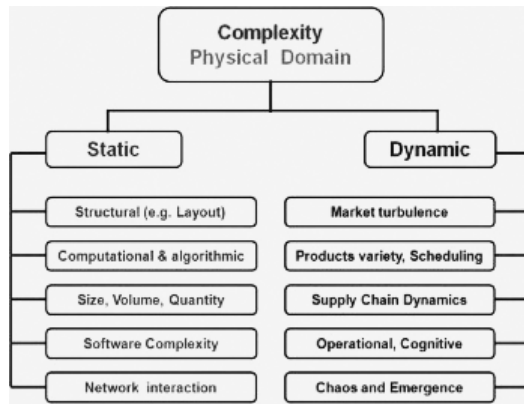 Complexity
Physical Domain
Static
Dynamic
Structural (e.g. Layout)
Market turbulence
Computational & algorithmic
Products variety, Scheduling
Size, Volume, Quantity
Supply Chain Dynamics
Software Complexity
Operational, Cognitive
Network interaction
Chaos and Emergence